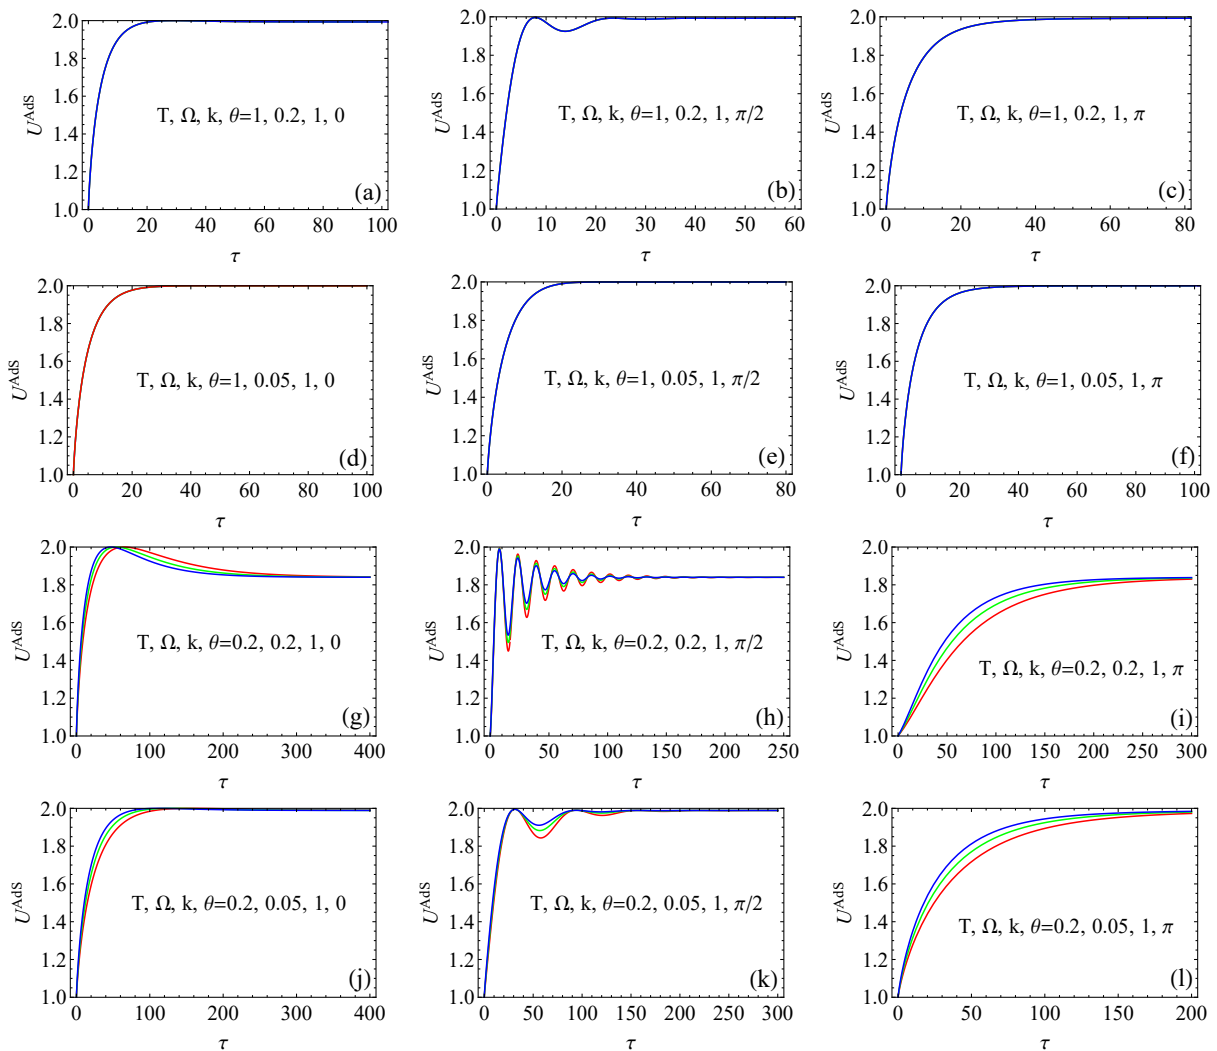 2.0
1.8
1.6
1.4
1.2
1.0
U^AdS
T, Ω, k, θ=1, 0.2, 1, 0
(a)
0 20 40 60 80 100
τ
2.0
1.8
1.6
1.4
1.2
1.0
U^AdS
T, Ω, k, θ=1, 0.2, 1, π/2
(b)
0 10 20 30 40 50 60
τ
2.0
1.8
1.6
1.4
1.2
1.0
U^AdS
T, Ω, k, θ=1, 0.2, 1, π
(c)
0 20 40 60 80
τ
2.0
1.8
1.6
1.4
1.2
1.0
U^AdS
T, Ω, k, θ=1, 0.05, 1, 0
(d)
0 20 40 60 80 100
τ
2.0
1.8
1.6
1.4
1.2
1.0
U^AdS
T, Ω, k, θ=1, 0.05, 1, π/2
(e)
0 20 40 60 80
τ
2.0
1.8
1.6
1.4
1.2
1.0
U^AdS
T, Ω, k, θ=1, 0.05, 1, π
(f)
0 20 40 60 80 100
τ
2.0
1.8
1.6
1.4
1.2
1.0
U^AdS
T, Ω, k, θ=0.2, 0.2, 1, 0
(g)
0 100 200 300 400
τ
2.0
1.8
1.6
1.4
1.2
1.0
U^AdS
T, Ω, k, θ=0.2, 0.2, 1, π/2
(h)
0 50 100 150 200 250
τ
2.0
1.8
1.6
1.4
1.2
1.0
U^AdS
T, Ω, k, θ=0.2, 0.2, 1, π
(i)
0 50 100 150 200 250 300
τ
2.0
1.8
1.6
1.4
1.2
1.0
U^AdS
T, Ω, k, θ=0.2, 0.05, 1, 0
(j)
0 100 200 300 400
τ
2.0
1.8
1.6
1.4
1.2
1.0
U^AdS
T, Ω, k, θ=0.2, 0.05, 1, π/2
(k)
0 50 100 150 200 250 300
τ
2.0
1.8
1.6
1.4
1.2
1.0
U^AdS
T, Ω, k, θ=0.2, 0.05, 1, π
(l)
0 50 100 150 200
τ